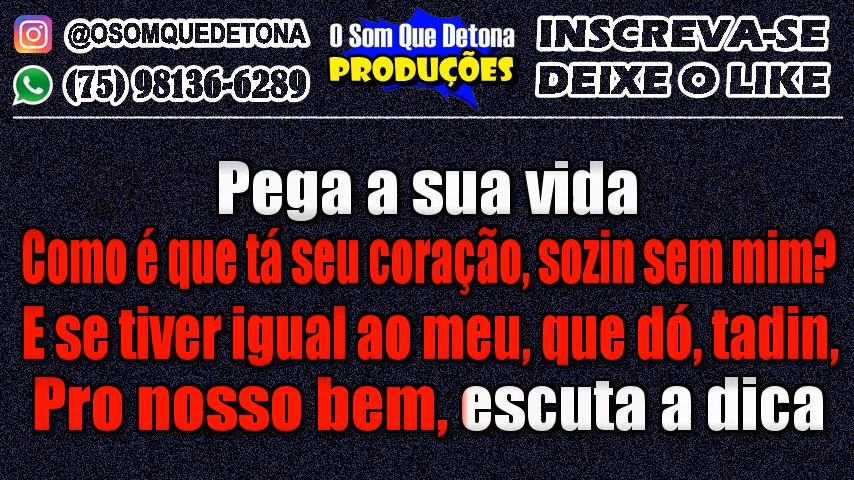 @OSOMQUEDETONA
(75) 98136-6289
O Som Que Detona
PRODUÇÕES
INSCREVA-SE
DEIXE O LIKE
Pega a sua vida
Como é que tá seu coração, sozin sem mim?
E se tiver igual ao meu, que dó, tadin,
Pro nosso bem, escuta a dica